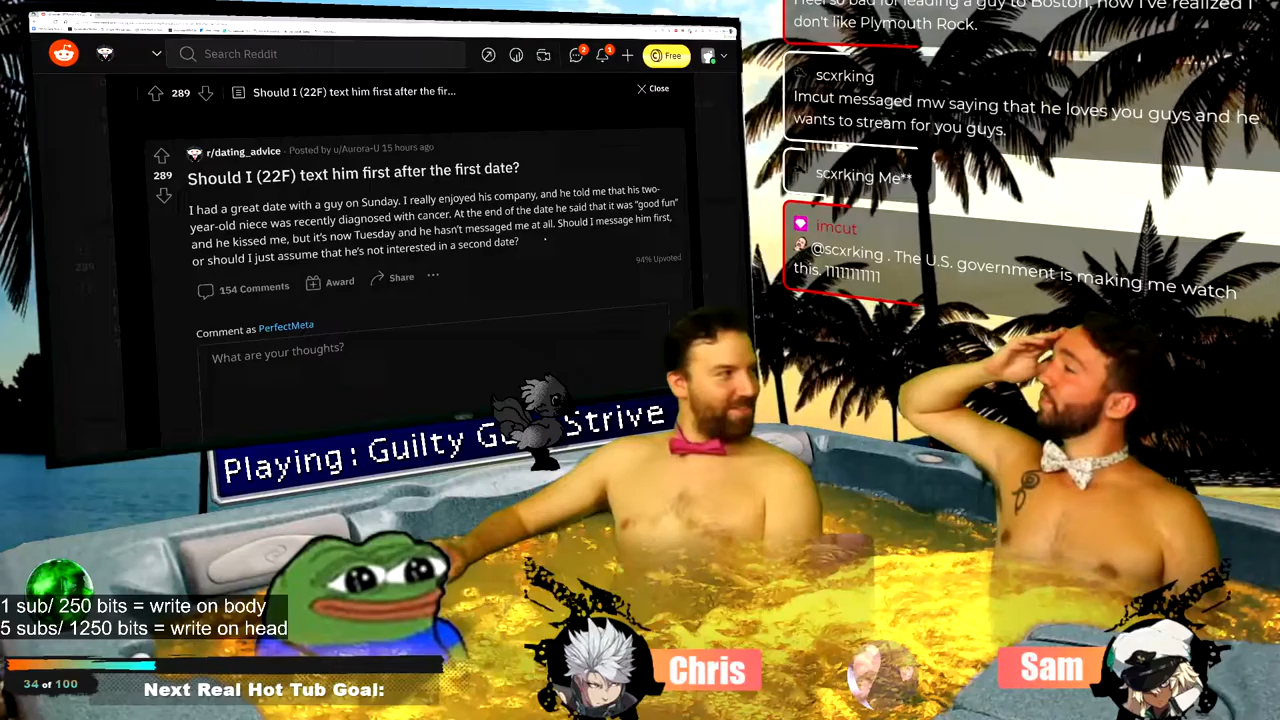 Search Reddit
2
1
Free
289
Should I (22F) text him first after the fir...
Close
r/dating_advice · Posted by u/Aurora-U 15 hours ago
289
Should I (22F) text him first after the first date?
I had a great date with a guy on Sunday. I really enjoyed his company, and he told me that his two-
year-old niece was recently diagnosed with cancer. At the end of the date he said that it was "good fun"
and he kissed me, but it's now Tuesday and he hasn't messaged me at all. Should I message him first,
or should I just assume that he's not interested in a second date?
94% Upvoted
154 Comments
Award
Share
Comment as PerfectMeta
What are your thoughts?
Playing: Guilty Strive
for leading a guy to Boston, now I've realized I
don't like Plymouth Rock.
scxrking
Imcut messaged mw saying that he loves you guys and he
wants to stream for you guys.
scxrking Me**
imcut
@scxrking . The U.S. government is making me watch
this. 11111111111
1 sub/ 250 bits = write on body
5 subs/ 1250 bits = write on head
34 of 100
Next Real Hot Tub Goal:
Chris
Sam